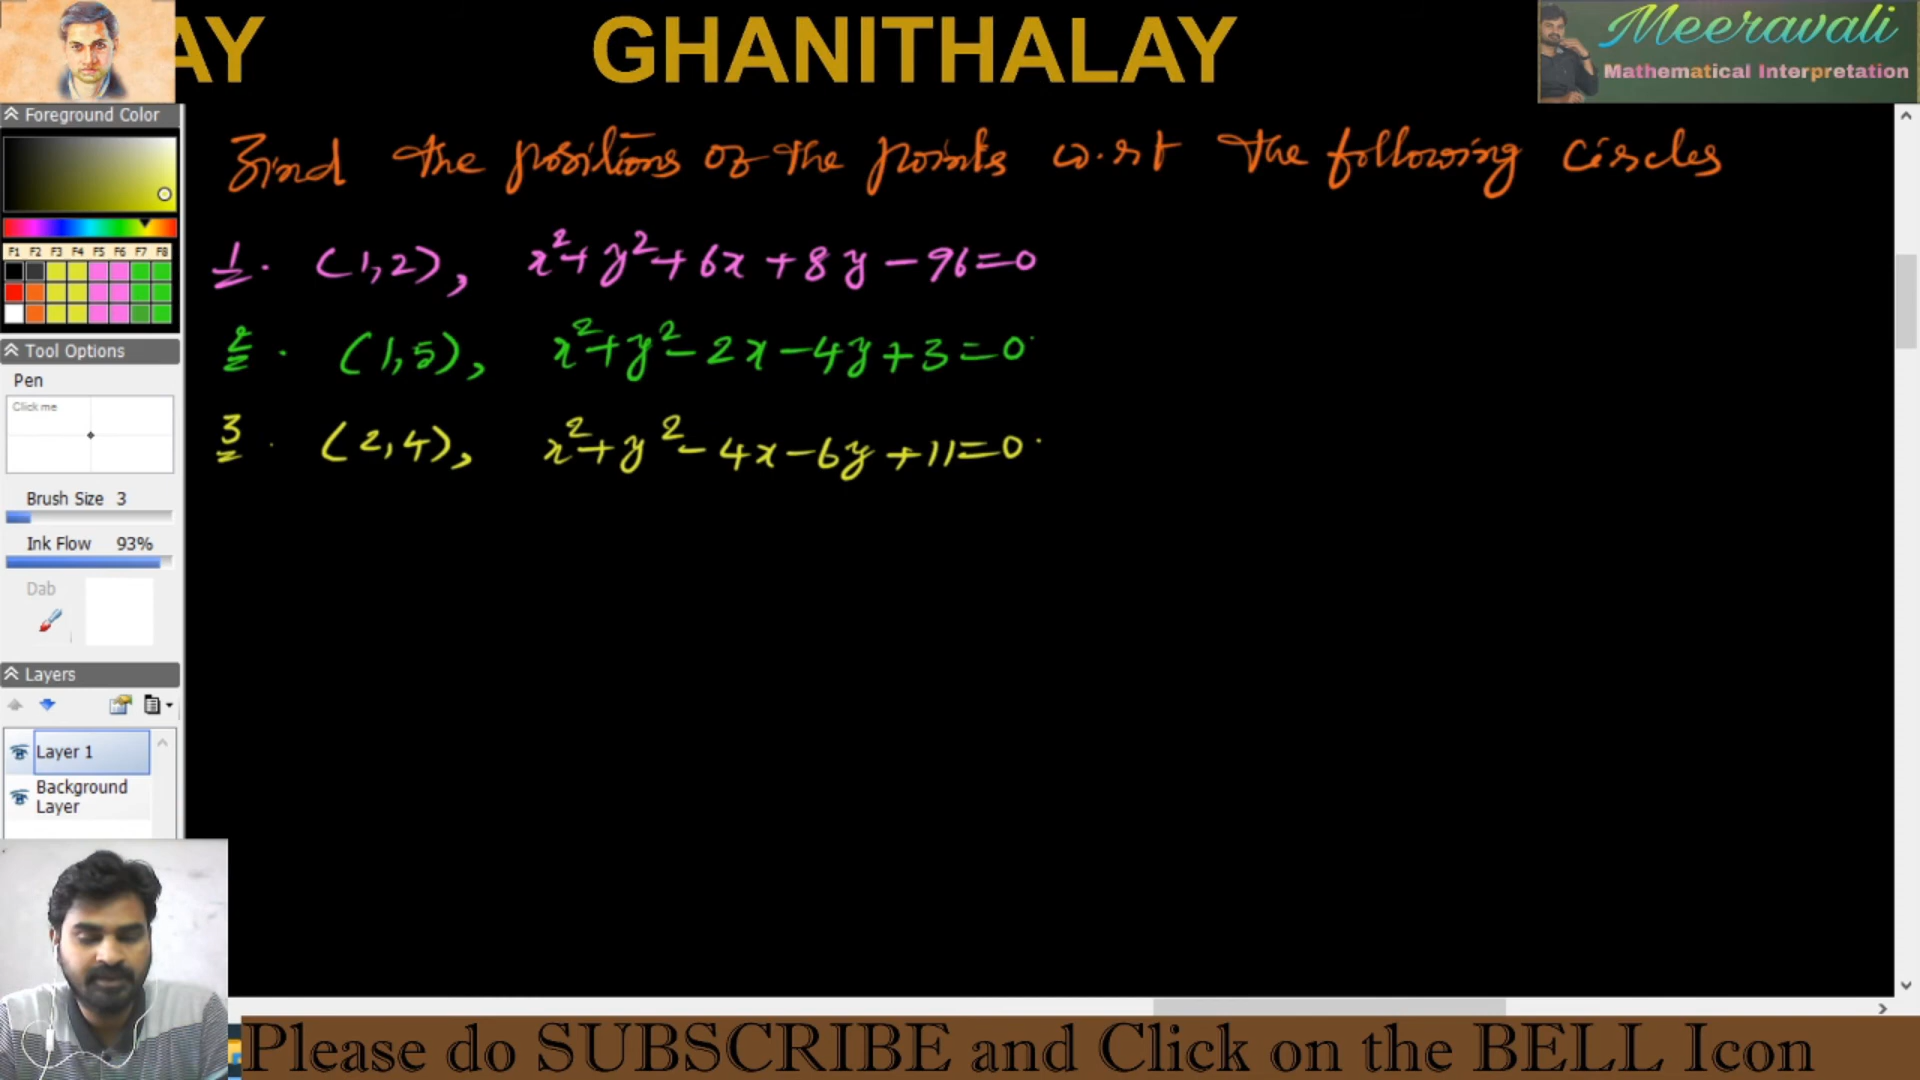 AY GHANITHALAY
Meeravali
Mathematical Interpretation
Foreground Color
F1 F2 F3 F4 F5 F6 F7 F8
Tool Options
Pen
Click me
Brush Size 3
Ink Flow 93%
Dab
Layers
Layer 1
Background
Layer
Find the positions of the points w.r.t the following circles
1. (1,2), x²+y²+6x+8y-96=0
2. (1,5), x²+y²-2x-4y+3=0.
3. (2,4), x²+y²-4x-6y+11=0.
Please do SUBSCRIBE and Click on the BELL Icon